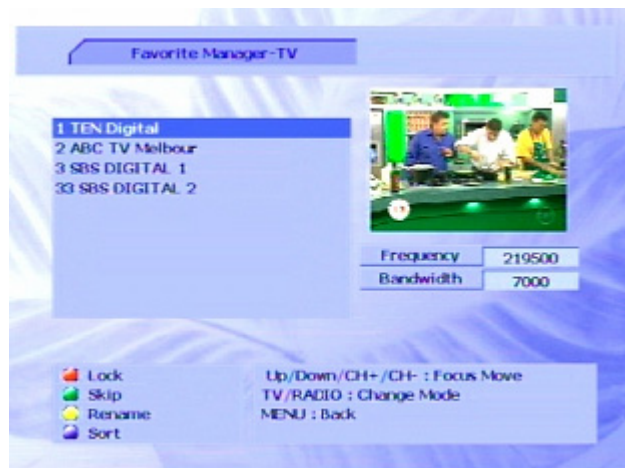 Favorite Manager-TV
1 TEN Digital
2 ABC TV Melbour
3 SBS DIGITAL 1
33 SBS DIGITAL 2
Frequency 219500
Bandwidth 7000
Lock
Skip
Rename
Sort
Up/Down/CH+/CH- : Focus Move
TV/RADIO : Change Mode
MENU : Back